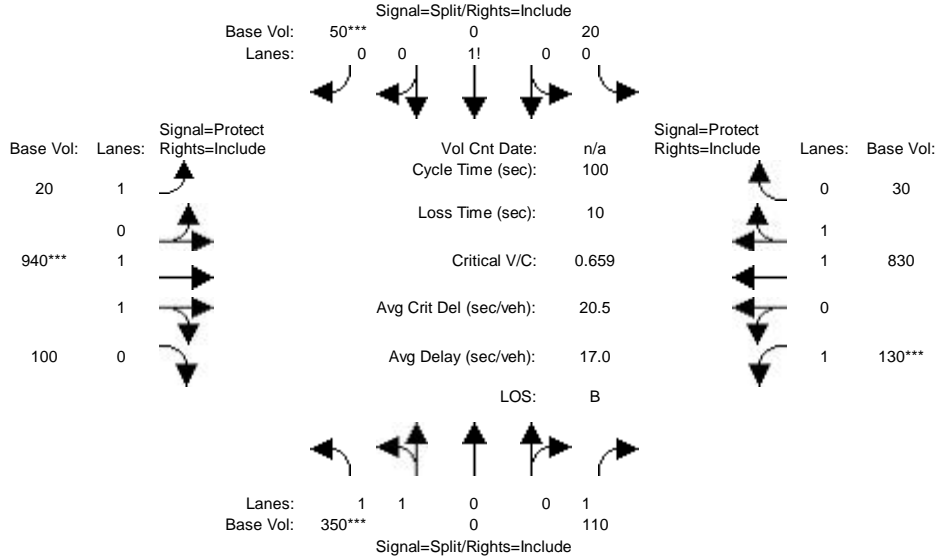 Signal=Split/Rights=Include
Base Vol: 50*** 0 20
Lanes: 0 0 1! 0 0
Signal=Protect Signal=Protect
Base Vol: Lanes: Rights=Include Vol Cnt Date: n/a Rights=Include Lanes: Base Vol:
Cycle Time (sec): 100
20 1 0 30
Loss Time (sec): 10
0 1
940*** 1 Critical V/C: 0.659 1 830
1 Avg Crit Del (sec/veh): 20.5 0
100 0 Avg Delay (sec/veh): 17.0 1 130***
LOS: B
Lanes: 1 1 0 0 1
Base Vol: 350*** 0 110
Signal=Split/Rights=Include